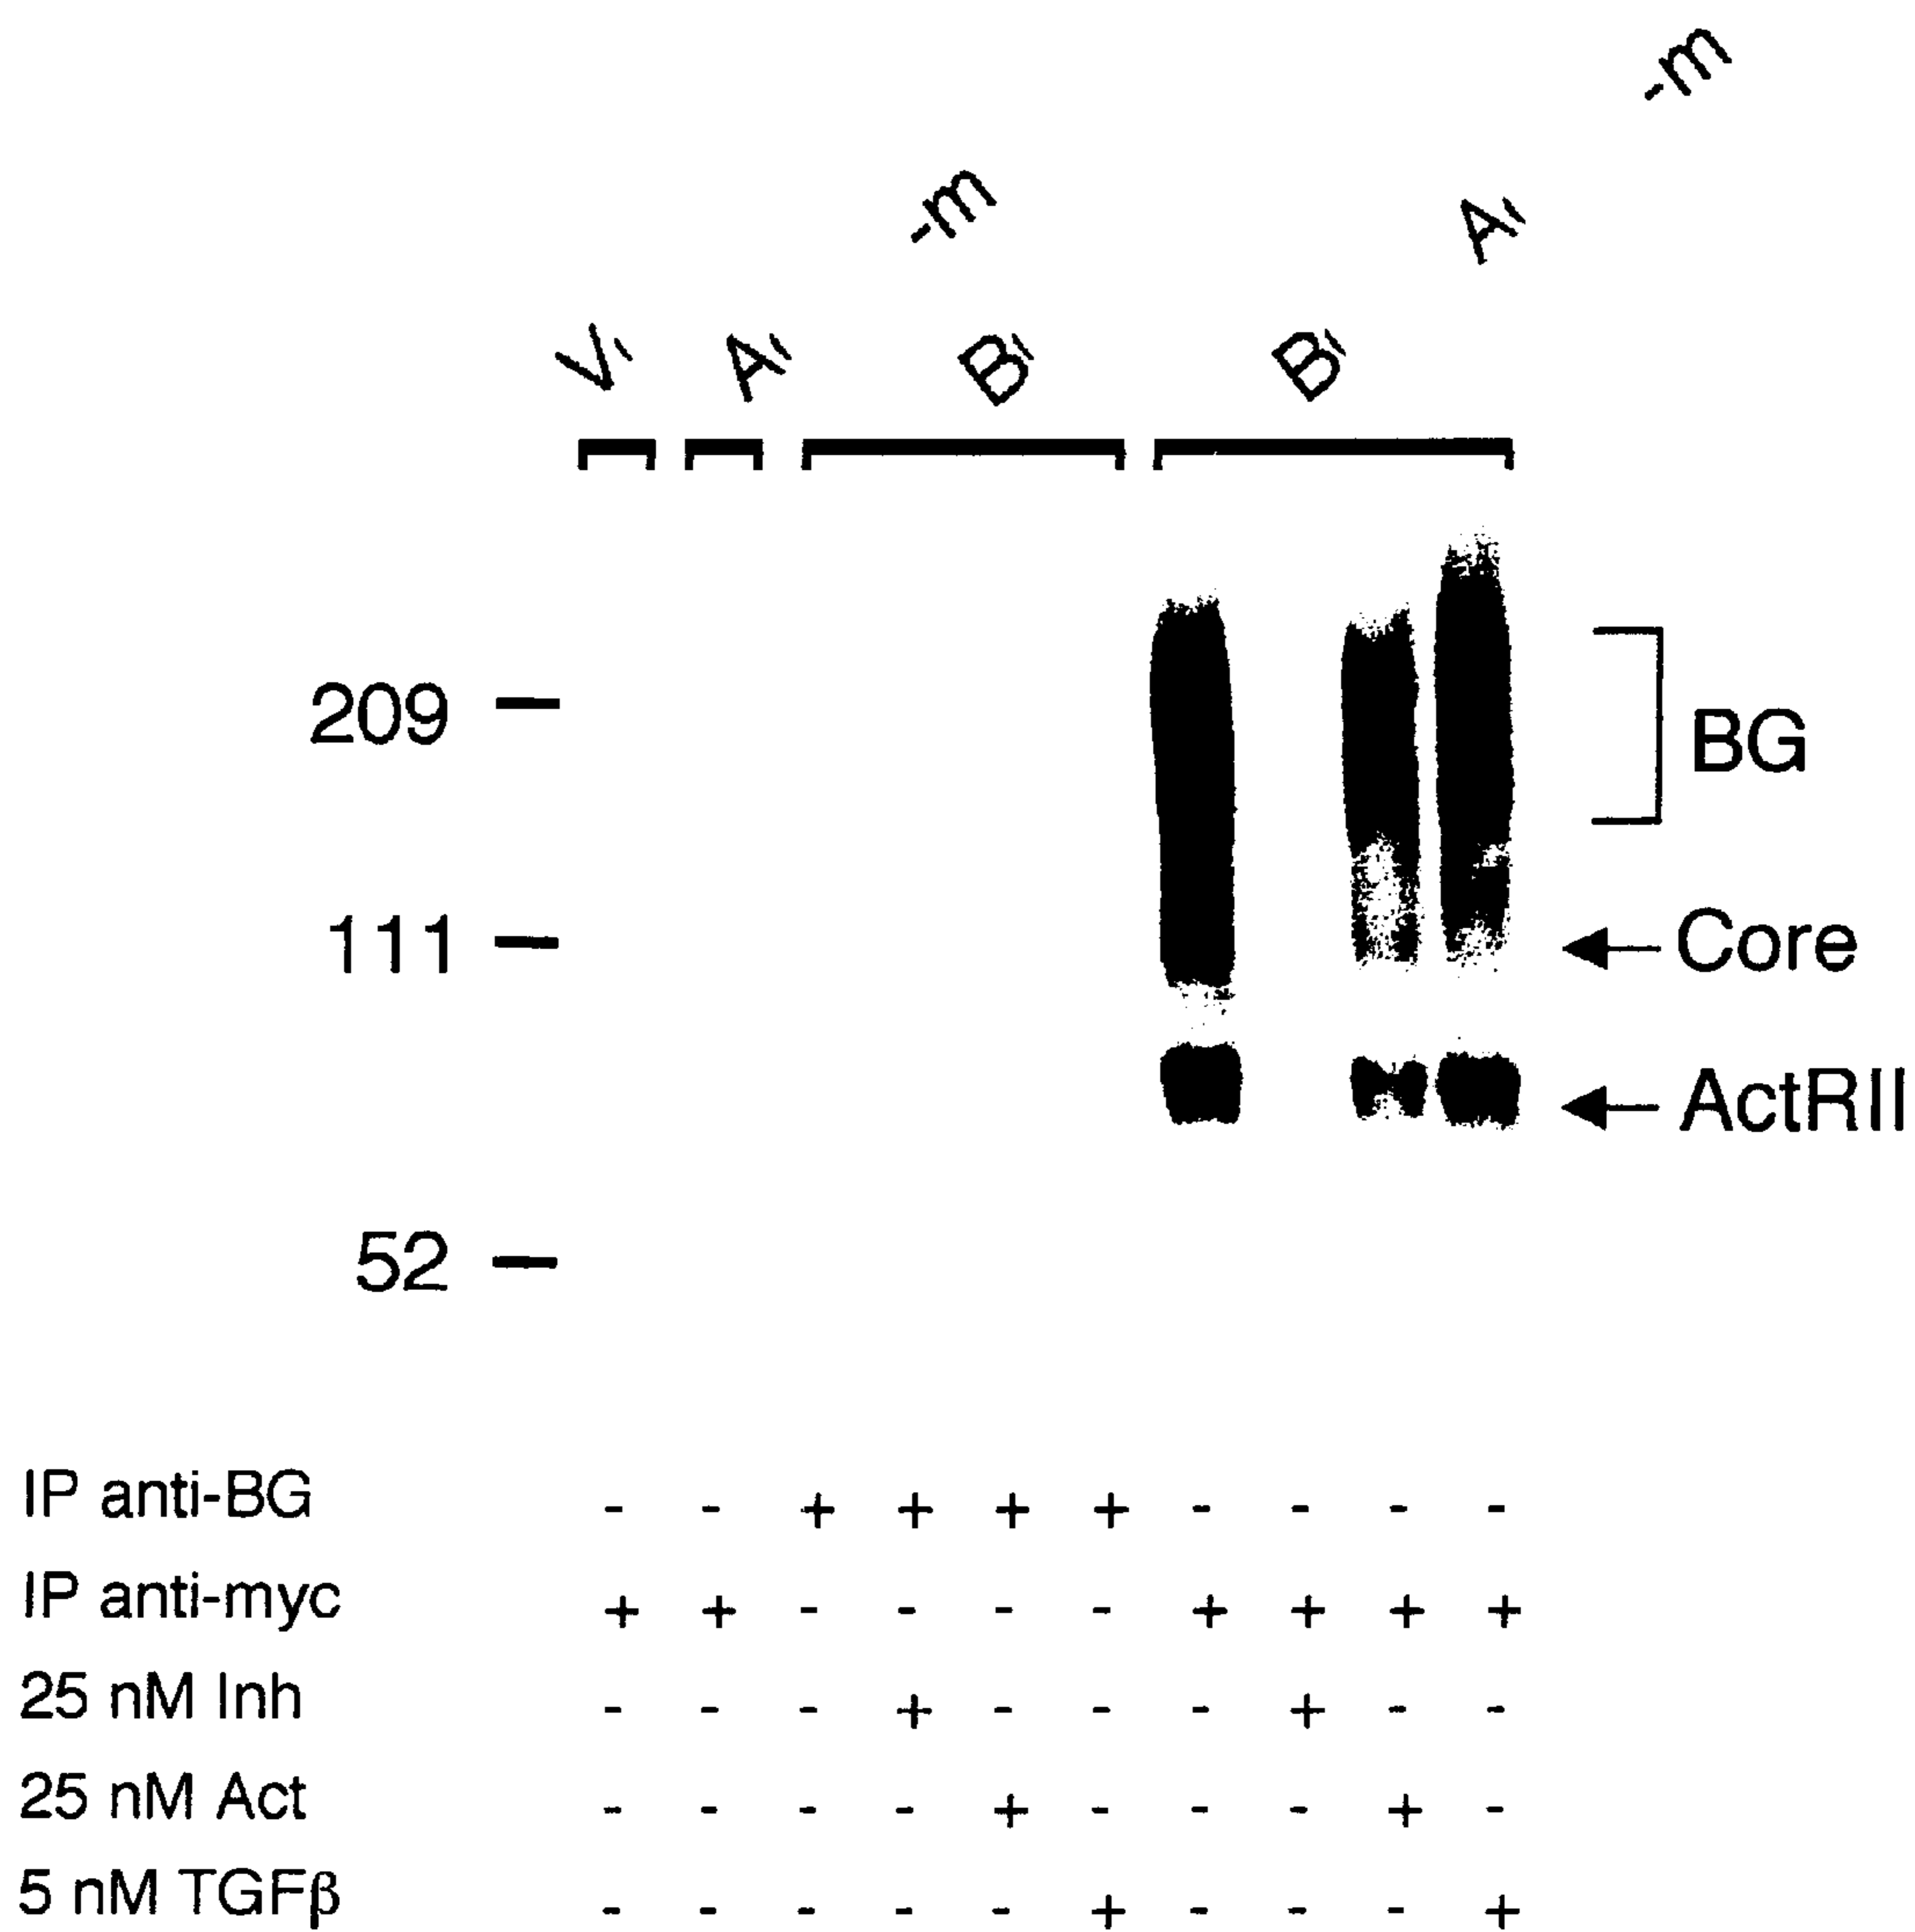 -m
-m
A
V A B B
209
BG
111
Core
ActRII
52
IP anti-BG - - + + + + - - - -
IP anti-myc + + - - - - + + + +
25 nM Inh - - - + - - - + - -
25 nM Act - - - - + - - - + -
5 nM TGFβ - - - - - + - - - +